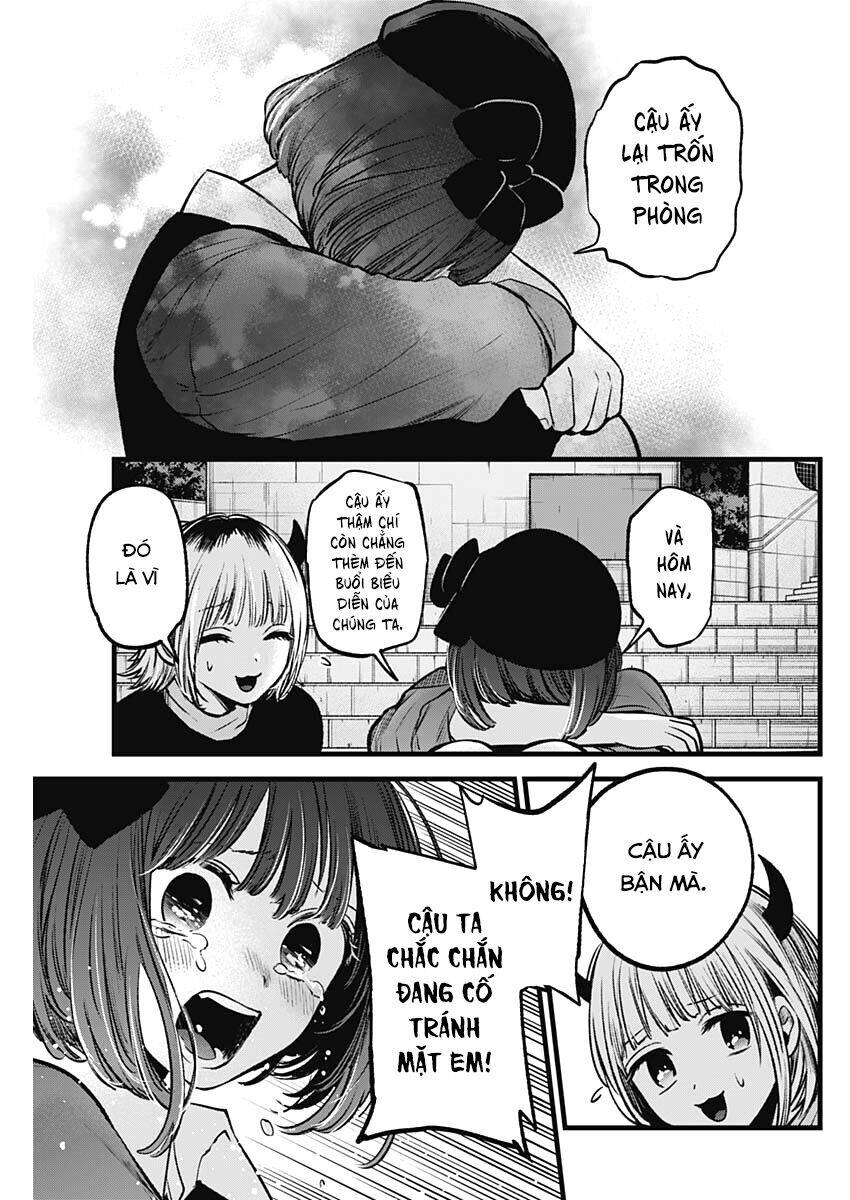 CẬU ẤY
LẠI TRỐN
TRONG
PHÒNG
VÀ
HÔM
NAY,
CẬU ẤY
THẬM CHÍ
CÒN CHẲNG
THÈM ĐẾN
BUỔI BIỂU
DIỄN CỦA
CHÚNG TA.
ĐÓ
LÀ VÌ
CẬU ẤY
BẬN MÀ.
KHÔNG!
CẬU TA
CHẮC CHẮN
ĐANG CỐ
TRÁNH
MẶT EM!